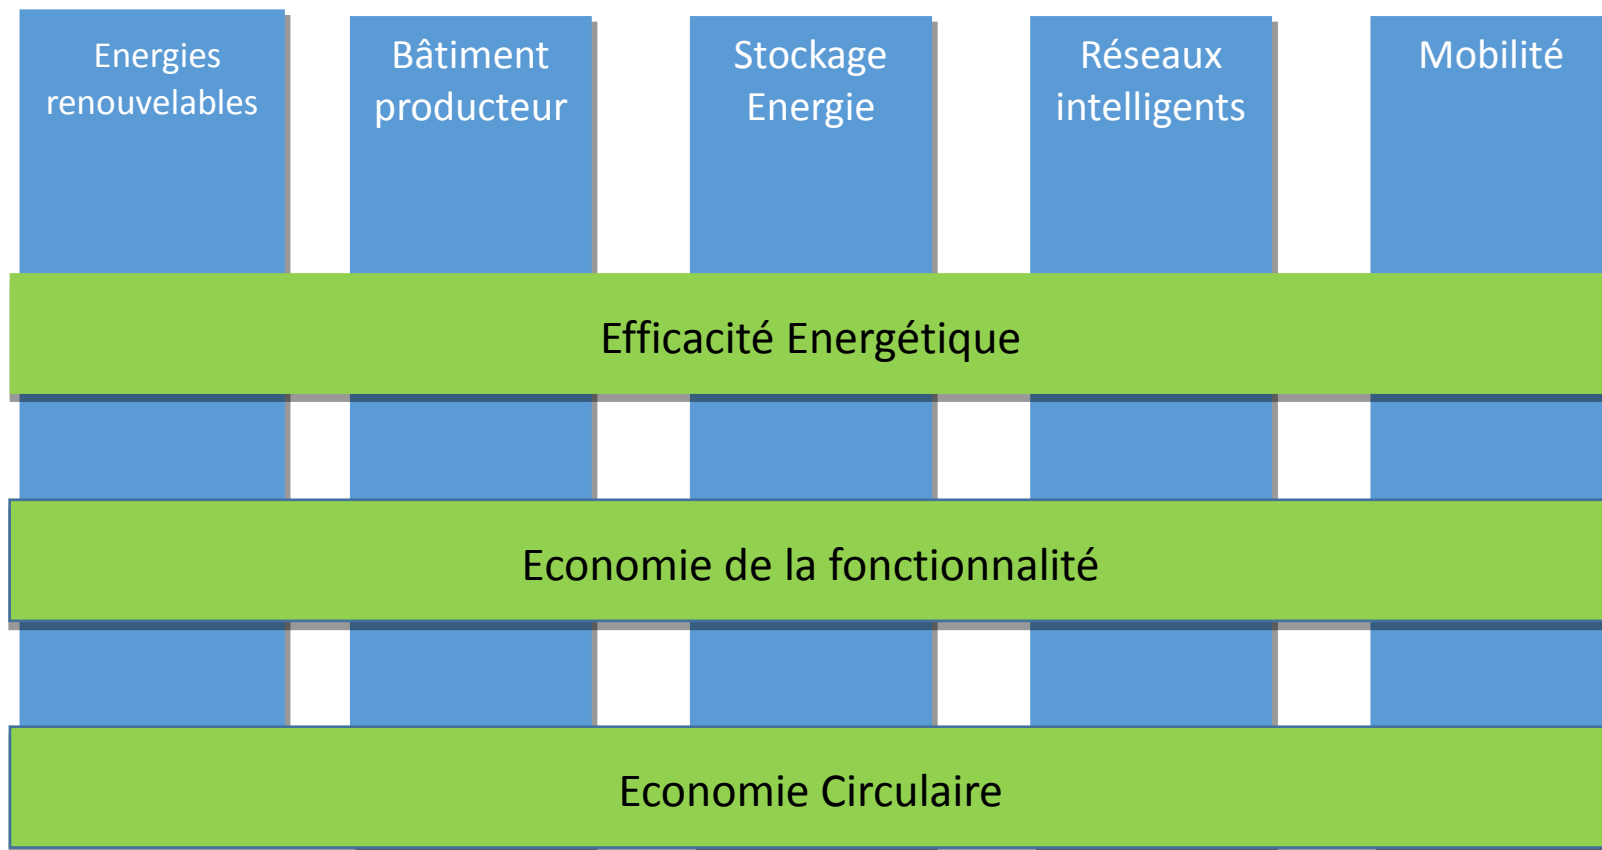 Energies
renouvelables
Bâtiment
producteur
Stockage
Energie
Réseaux
intelligents
Mobilité
Efficacité Energétique
Economie de la fonctionnalité
Economie Circulaire